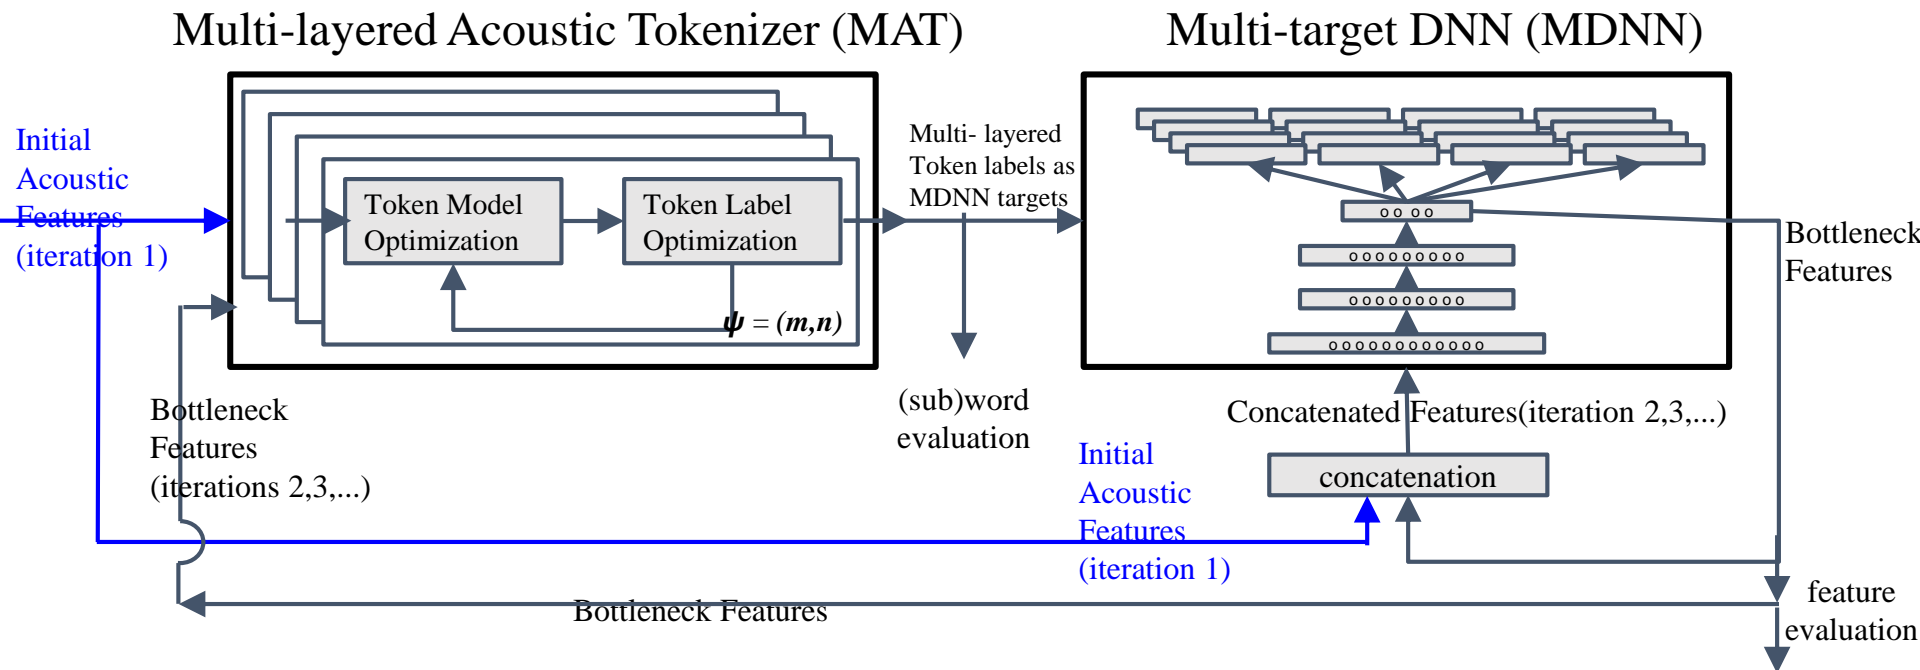 Multi-layered Acoustic Tokenizer (MAT)
Multi-target DNN (MDNN)
Initial
Acoustic
Features
(iteration 1)
Token Model
Optimization
Token Label
Optimization
ψ = (m,n)
Multi- layered
Token labels as
MDNN targets
(sub)word
evaluation
o o o o
o o o o o o o o o
o o o o o o o o o
o o o o o o o o o o o o
Bottleneck
Features
Bottleneck
Features
(iterations 2,3,...)
Concatenated Features(iteration 2,3,...)
Initial
Acoustic
Features
(iteration 1)
concatenation
Bottleneck Features
feature
evaluation